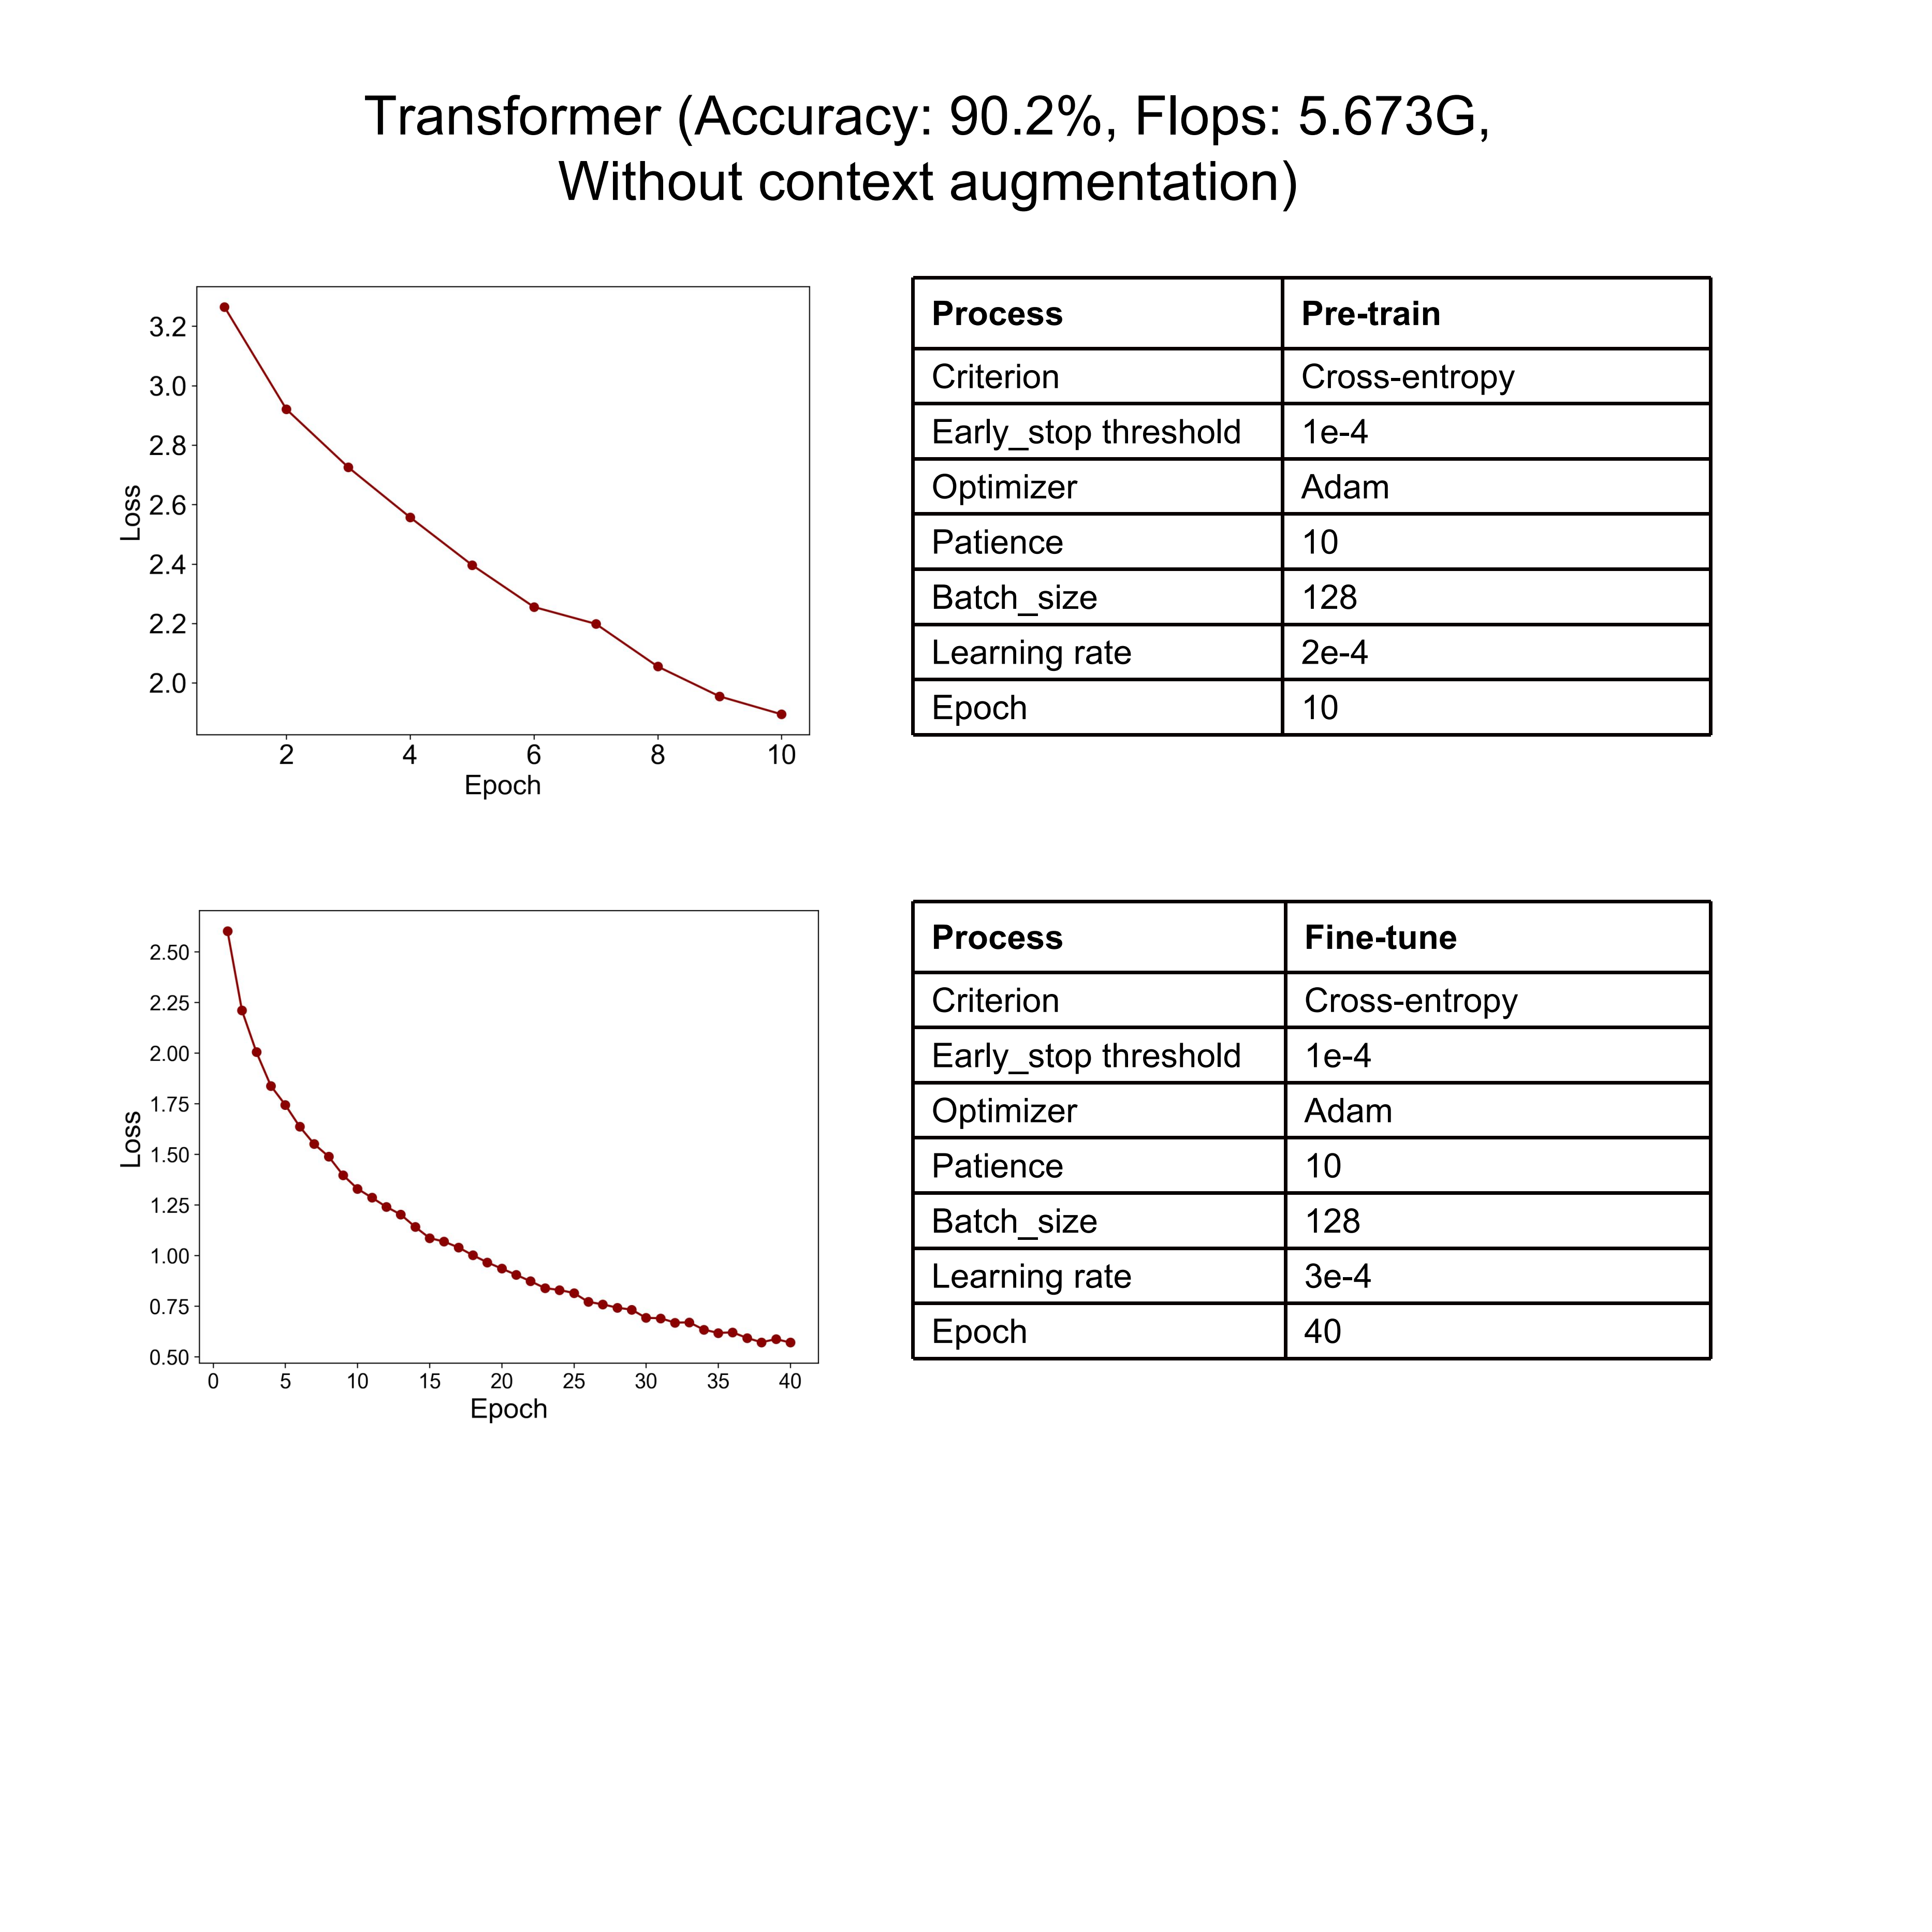 Transformer (Accuracy: 90.2%, Flops: 5.673G,
Without context augmentation)
3.2
3.0
2.8
2.6
2.4
2.2
2.0
Loss
2 4 6 8 10
Epoch
Process Pre-train
Criterion Cross-entropy
Early_stop threshold 1e-4
Optimizer Adam
Patience 10
Batch_size 128
Learning rate 2e-4
Epoch 10
2.50
2.25
2.00
1.75
1.50
1.25
1.00
0.75
0.50
Loss
0 5 10 15 20 25 30 35 40
Epoch
Process Fine-tune
Criterion Cross-entropy
Early_stop threshold 1e-4
Optimizer Adam
Patience 10
Batch_size 128
Learning rate 3e-4
Epoch 40